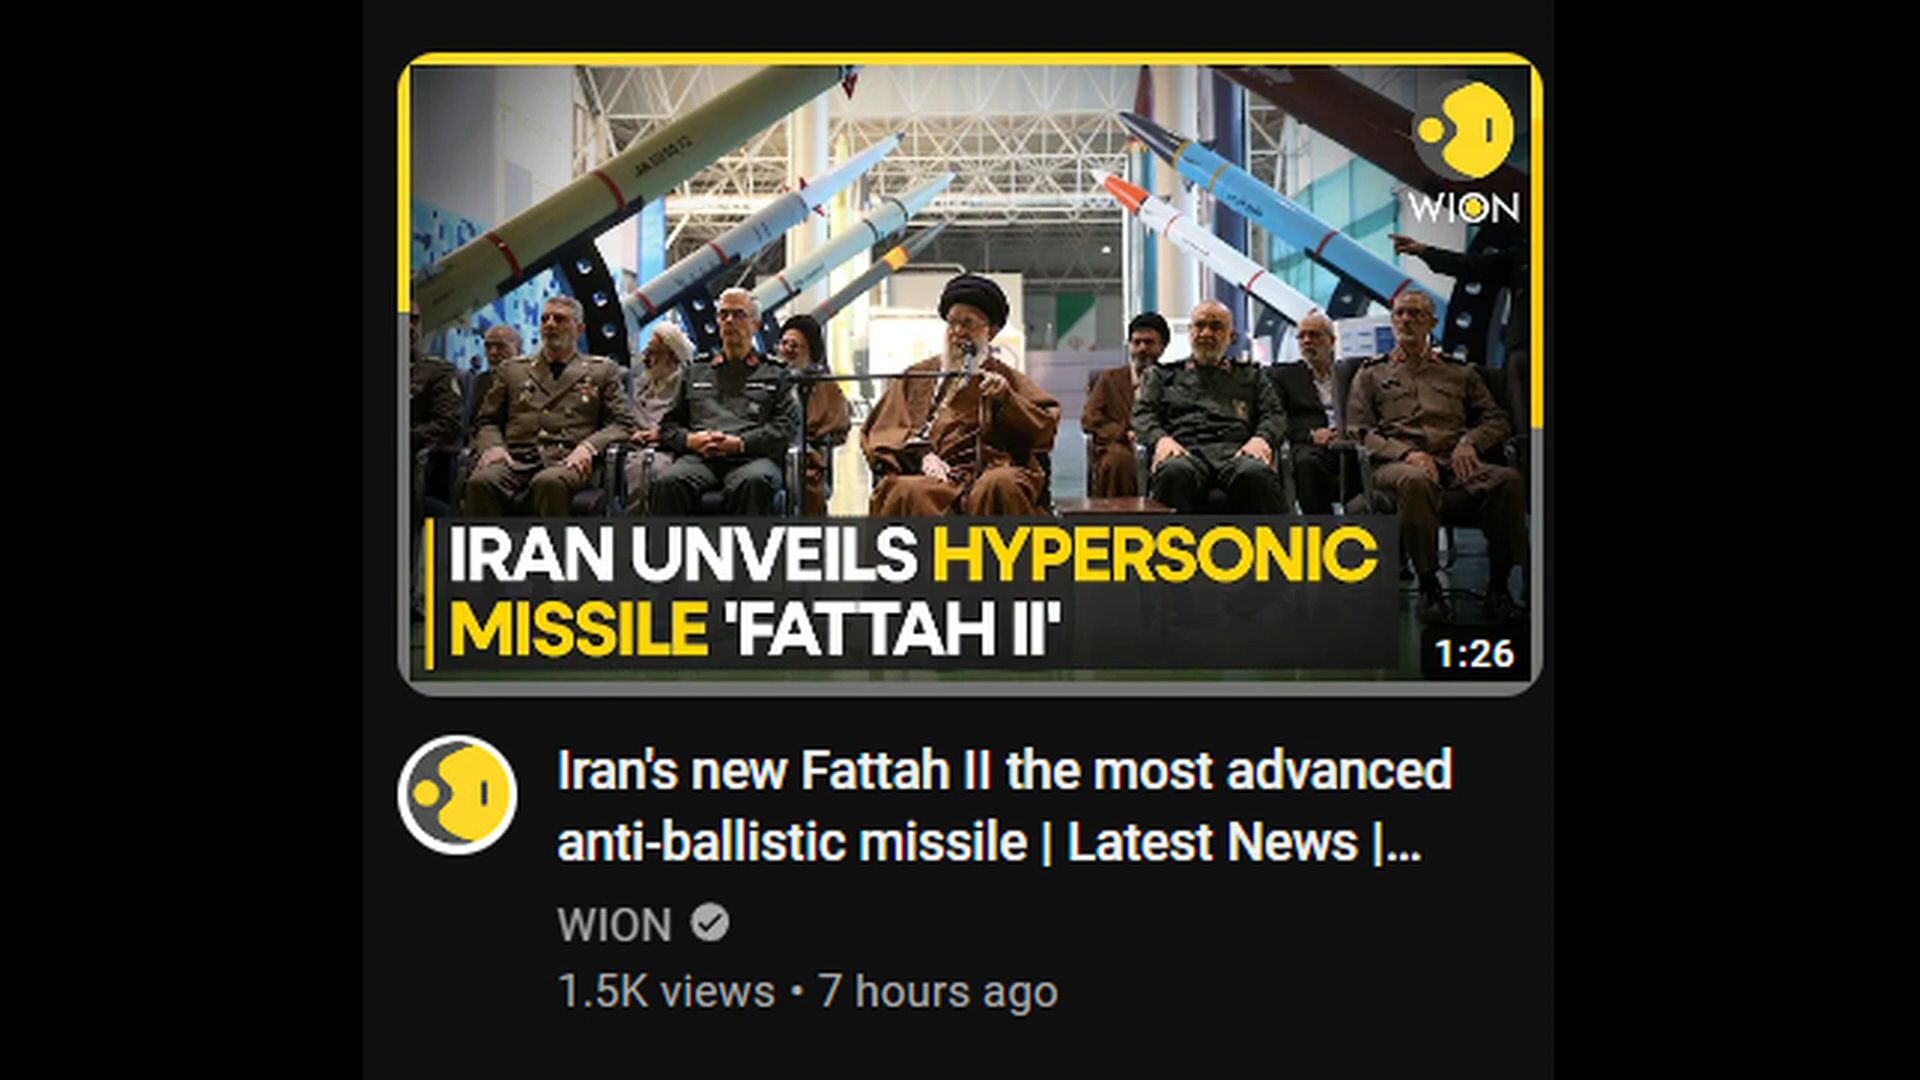 WION
IRAN UNVEILS HYPERSONIC
MISSILE 'FATTAH II'
1:26
Iran's new Fattah II the most advanced
anti-ballistic missile | Latest News |...
WION
1.5K views • 7 hours ago